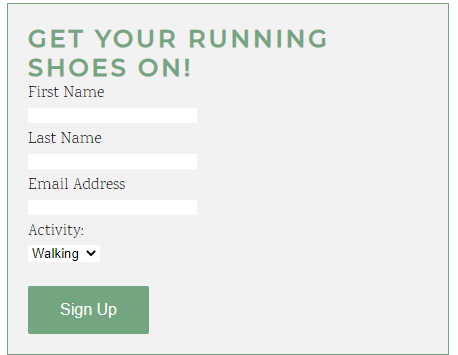 GET YOUR RUNNING
SHOES ON!
First Name
Last Name
Email Address
Activity:
Walking
Sign Up